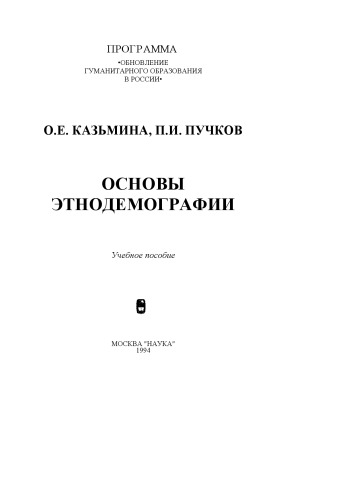 ПРОГРАММА
•ОБНОВЛЕНИЕ
ГУМАНИТАРНОГО ОБРАЗОВАНИЯ
В РОССИИ•
О.Е. КАЗЬМИНА, П.И. ПУЧКОВ
ОСНОВЫ
ЭТНОДЕМОГРАФИИ
Учебное пособие
МОСКВА "НАУКА"
1994